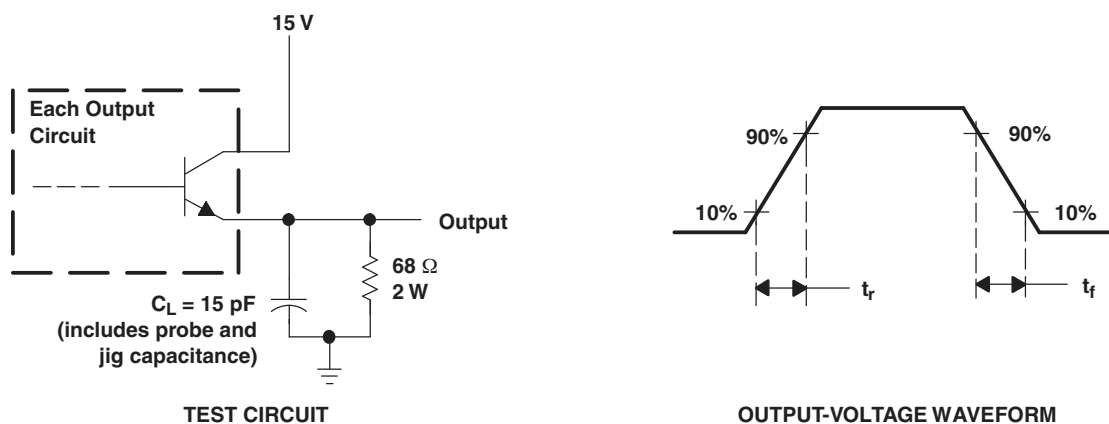 15 V
Each Output
Circuit
Output
68 Ω
2 W
C_L = 15 pF
(includes probe and
jig capacitance)
TEST CIRCUIT
90%
90%
10%
10%
t_r
t_f
OUTPUT-VOLTAGE WAVEFORM